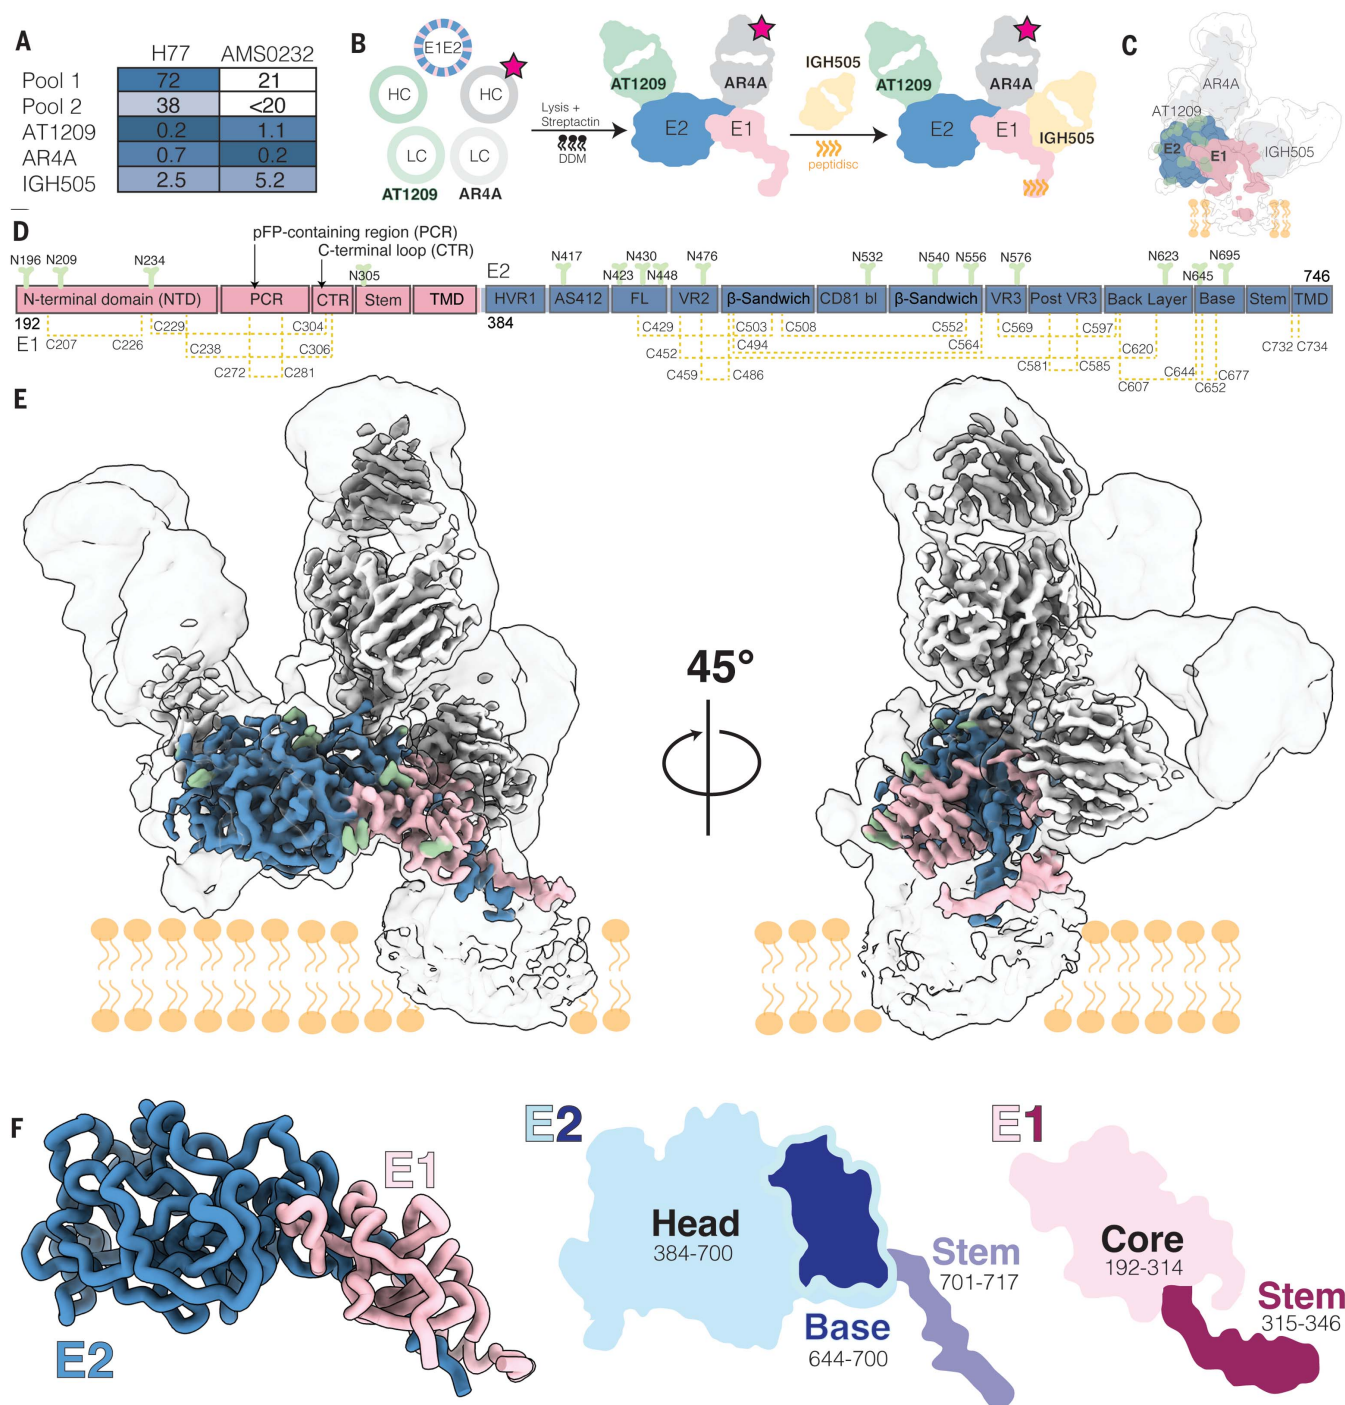 A
H77 AMS0232
Pool 1 72 21
Pool 2 38 <20
AT1209 0.2 1.1
AR4A 0.7 0.2
IGH505 2.5 5.2
B
E1E2
HC HC
LC LC
AT1209 AR4A
Lysis +
Streptactin
DDM
AT1209 AR4A
E2 E1
IGH505
peptidisc
AT1209 AR4A
E2 E1
IGH505
C
AR4A
AT1209
E2 E1
IGH505
D
pFP-containing region (PCR)
C-terminal loop (CTR)
N196 N209 N234 N305 E2 N417 N423 N430 N448 N476 N532 N540 N556 N576 N623 N645 N695 746
N-terminal domain (NTD) PCR CTR Stem TMD HVR1 AS412 FL VR2 β-Sandwich CD81 bl β-Sandwich VR3 Post VR3 Back Layer Base Stem TMD
192 384
E1
C207 C226 C229 C238 C272 C281 C304 C306 C429 C452 C459 C486 C494 C503 C508 C552 C564 C569 C581 C585 C597 C607 C620 C644 C652 C677 C732 C734
E
45°
F
E1
E2
E2
Head
384-700
Base
644-700
Stem
701-717
E1
Core
192-314
Stem
315-346